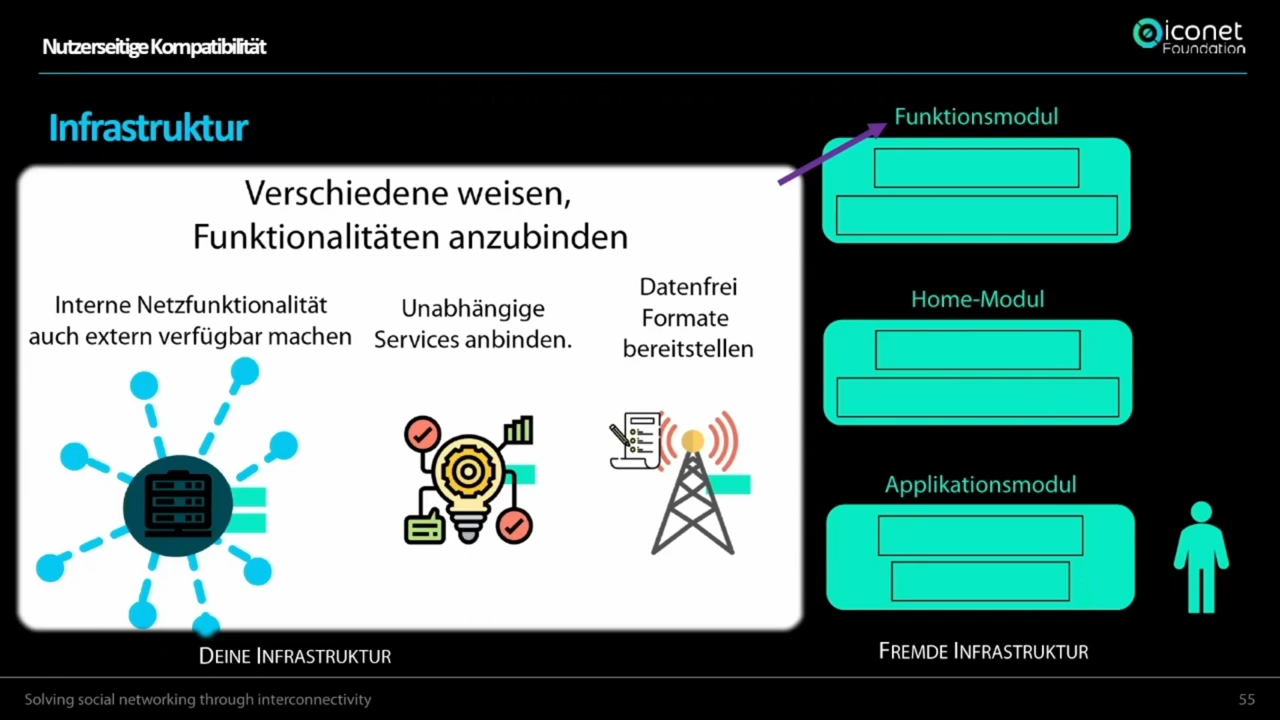 Nutzerseitige Kompatibilität
iconet
Foundation
Infrastruktur
Verschiedene weisen,
Funktionalitäten anzubinden
Interne Netzfunktionalität
auch extern verfügbar machen
Unabhängige
Services anbinden.
Datenfrei
Formate
bereitstellen
Funktionsmodul
Home-Modul
Applikationsmodul
DEINE INFRASTRUKTUR
FREMDE INFRASTRUKTUR
Solving social networking through interconnectivity
55